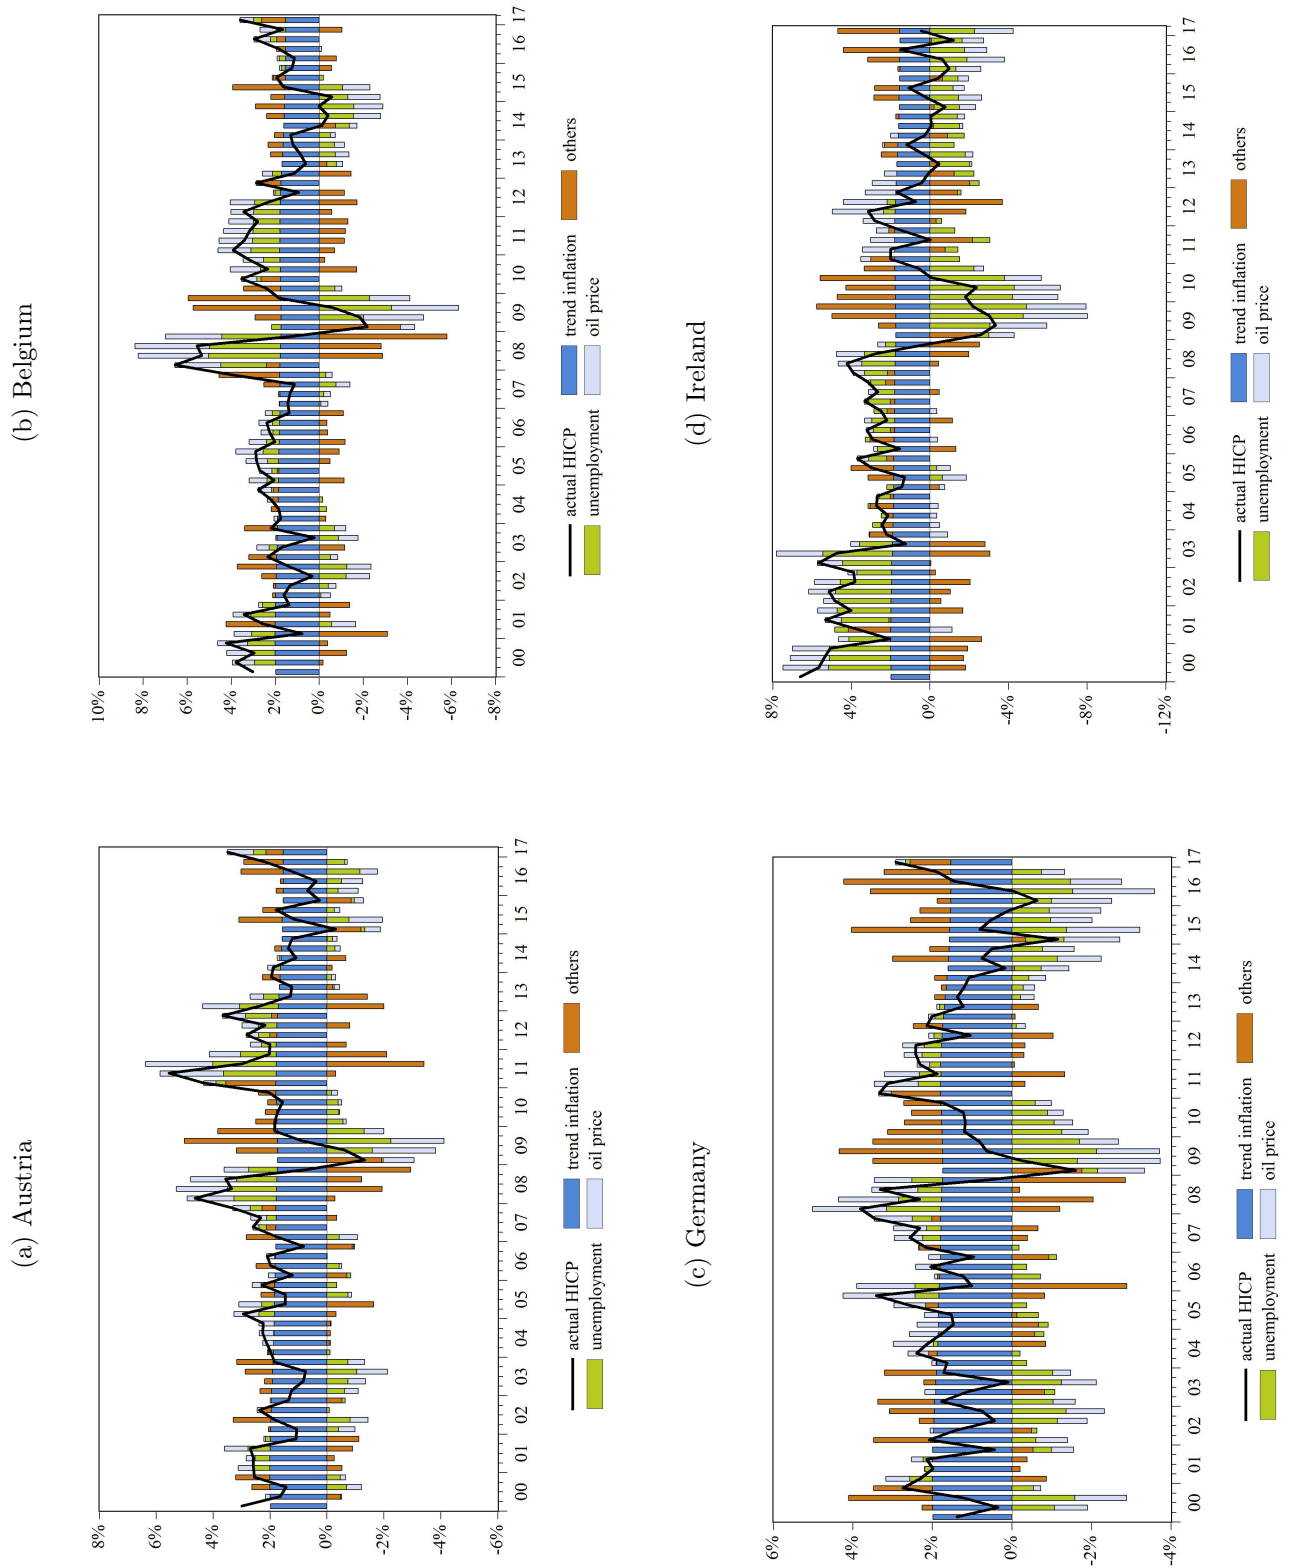 (a) Austria
8%
6%
4%
2%
0%
-2%
-4%
-6%
00 01 02 03 04 05 06 07 08 09 10 11 12 13 14 15 16 17
actual HICP trend inflation others
unemployment oil price
(b) Belgium
10%
8%
6%
4%
2%
0%
-2%
-4%
-6%
-8%
00 01 02 03 04 05 06 07 08 09 10 11 12 13 14 15 16 17
actual HICP trend inflation others
unemployment oil price
(c) Germany
6%
4%
2%
0%
-2%
-4%
00 01 02 03 04 05 06 07 08 09 10 11 12 13 14 15 16 17
actual HICP trend inflation others
unemployment oil price
(d) Ireland
8%
4%
0%
-4%
-8%
-12%
00 01 02 03 04 05 06 07 08 09 10 11 12 13 14 15 16 17
actual HICP trend inflation others
unemployment oil price